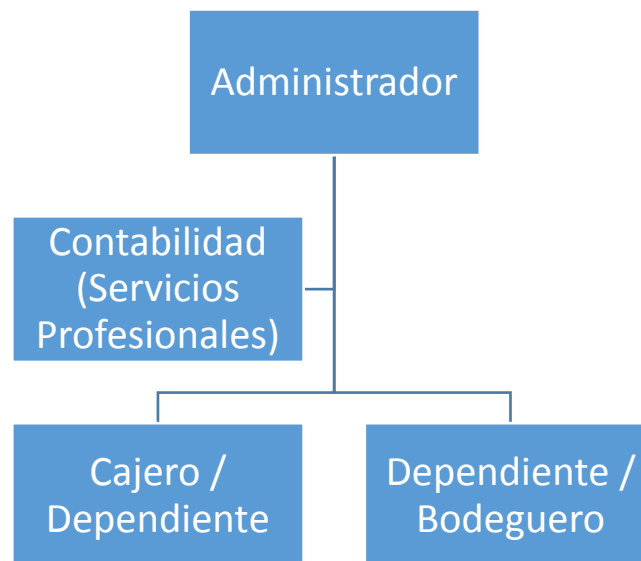 Administrador
Contabilidad
(Servicios
Profesionales)
Cajero /
Dependiente
Dependiente /
Bodeguero